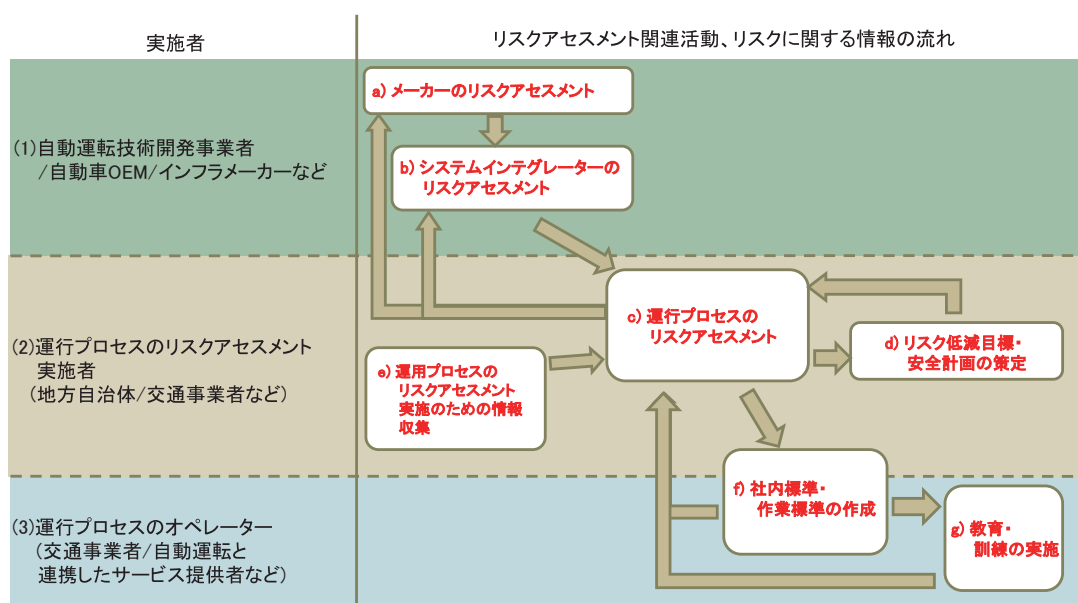 実施者
リスクアセスメント関連活動、リスクに関する情報の流れ
(1)自動運転技術開発事業者
/自動車OEM/インフラメーカーなど
a) メーカーのリスクアセスメント
b) システムインテグレーターの
リスクアセスメント
(2)運行プロセスのリスクアセスメント
実施者
(地方自治体/交通事業者など)
c) 運行プロセスの
リスクアセスメント
d) リスク低減目標・
安全計画の策定
e) 運用プロセスの
リスクアセスメント
実施のための情報
収集
(3)運行プロセスのオペレーター
(交通事業者/自動運転と
連携したサービス提供者など)
f) 社内標準・
作業標準の作成
g) 教育・
訓練の実施